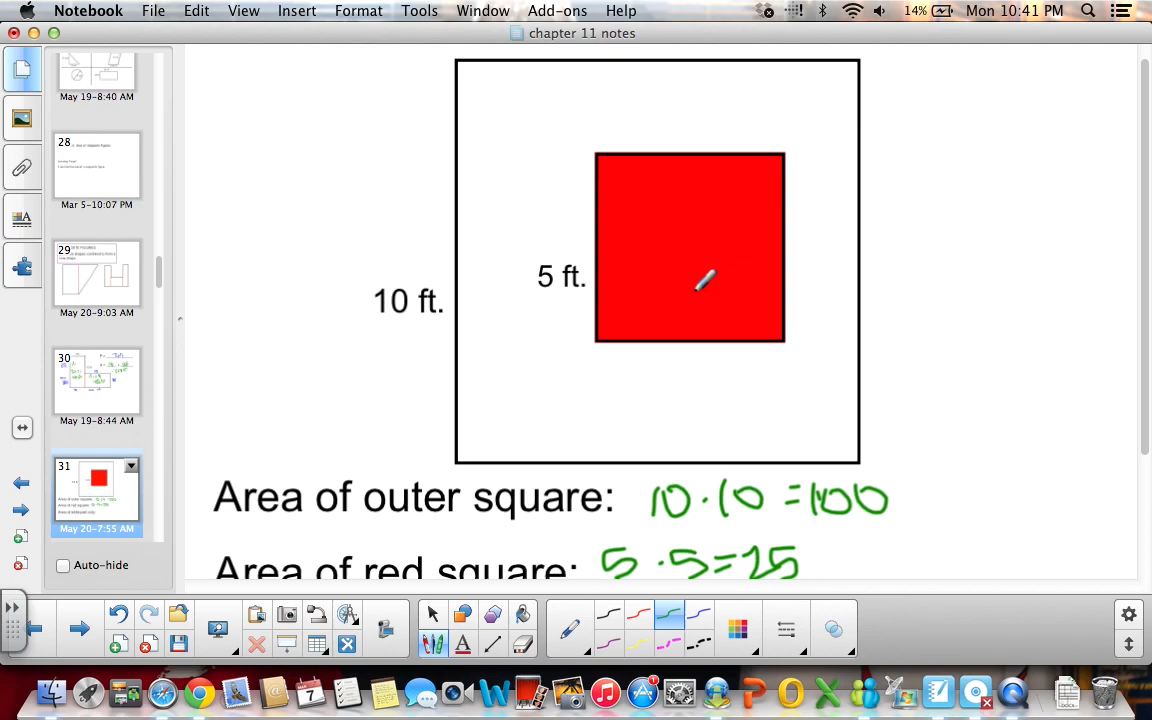 Notebook File Edit View Insert Format Tools Window Add-ons Help 14% Mon 10:41 PM
chapter 11 notes
May 19-8:40 AM
28
Mar 5-10:07 PM
29
May 20-9:03 AM
30
May 19-8:44 AM
31
May 20-7:55 AM
Auto-hide
5 ft.
10 ft.
Area of outer square: 10 · 10 = 100
Area of red square: 5 · 5 = 25